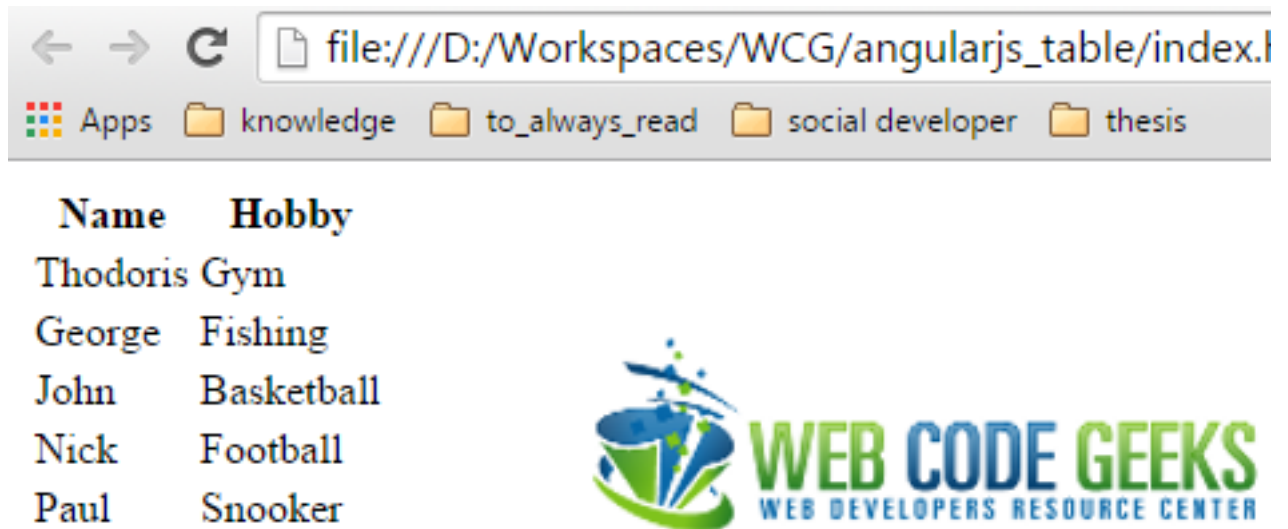 file:///D:/Workspaces/WCG/angularjs_table/index.
Apps knowledge to_always_read social developer thesis
Name Hobby
Thodoris Gym
George Fishing
John Basketball
Nick Football
Paul Snooker
WEB CODE GEEKS
WEB DEVELOPERS RESOURCE CENTER